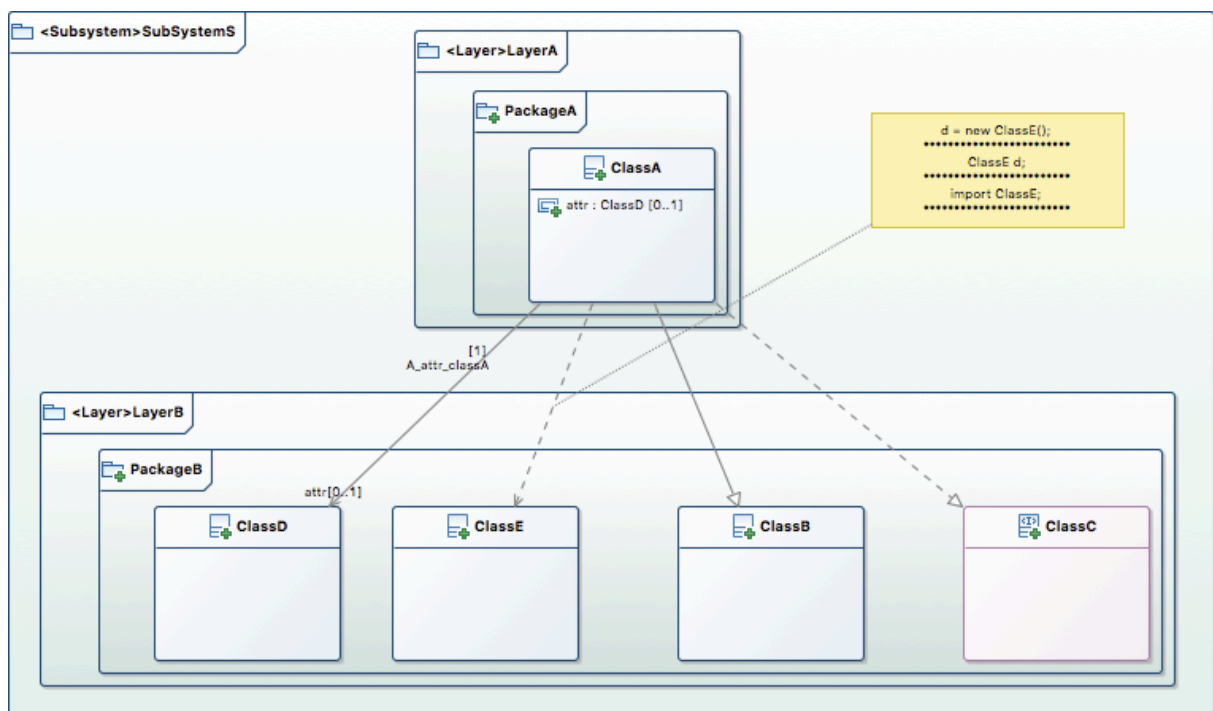 <Subsystem>SubSystemS
<Layer>LayerA
PackageA
ClassA
attr : ClassD [0..1]
d = new ClassE();
ClassE d;
import ClassE;
[1]
A_attr_classA
<Layer>LayerB
PackageB
attr[0..1]
ClassD
ClassE
ClassB
<I>
ClassC